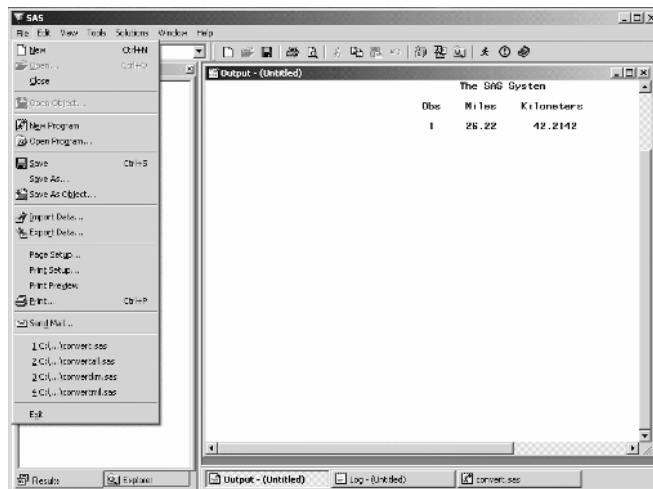 SAS
File Edit View Tools Solutions Window Help
New Ctrl+N
Open... Ctrl+O
Close
Open Object...
New Program
Open Program...
Save Ctrl+S
Save As...
Save As Object...
Import Data...
Export Data...
Page Setup...
Print Setup...
Print Preview
Print... Ctrl+P
Send Mail...
1 C:\...\convert.sas
2 C:\...\convertall.sas
3 C:\...\convertkm.sas
4 C:\...\convertmil.sas
Exit
Output - (Untitled)
The SAS System
Obs Miles Kilometers
1 26.22 42.2142
Results Explorer Output - (Untitled) Log - (Untitled) convert.sas